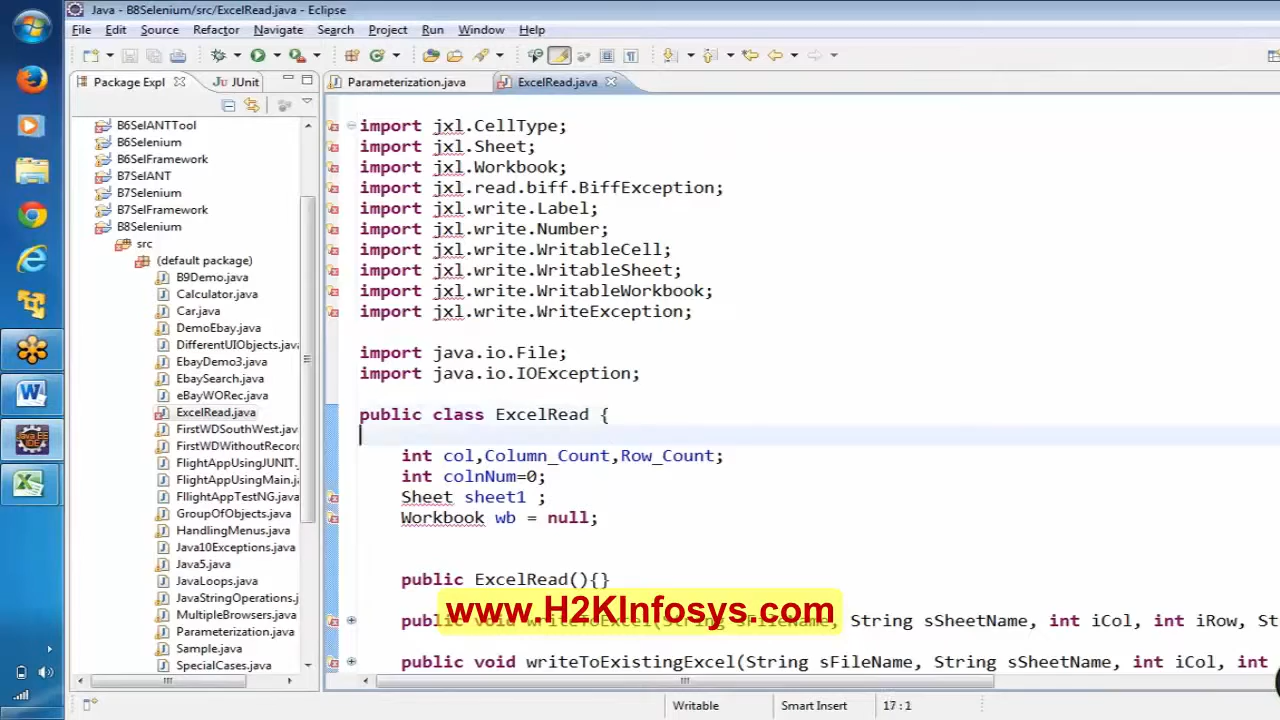 Java - B8Selenium/src/ExcelRead.java - Eclipse
File Edit Source Refactor Navigate Search Project Run Window Help
Package Expl JUnit
Parameterization.java ExcelRead.java
B6SelANTTool
B6Selenium
B6SelFramework
B7SelANT
B7Selenium
B7SelFramework
B8Selenium
src
(default package)
B9Demo.java
Calculator.java
Car.java
DemoEbay.java
DifferentUIObjects.java
EbayDemo3.java
EbaySearch.java
eBayWORec.java
ExcelRead.java
FirstWDSouthWest.jav
FirstWDWithoutRecor
FlightAppUsingJUNIT.
FlightAppUsingMain.j
FllightAppTestNG.java
GroupOfObjects.java
HandlingMenus.java
Java10Exceptions.java
Java5.java
JavaLoops.java
JavaStringOperations.j
MultipleBrowsers.java
Parameterization.java
Sample.java
SpecialCases.java
import jxl.CellType;
import jxl.Sheet;
import jxl.Workbook;
import jxl.read.biff.BiffException;
import jxl.write.Label;
import jxl.write.Number;
import jxl.write.WritableCell;
import jxl.write.WritableSheet;
import jxl.write.WritableWorkbook;
import jxl.write.WriteException;
import java.io.File;
import java.io.IOException;
public class ExcelRead {
int col,Column_Count,Row_Count;
int colnNum=0;
Sheet sheet1 ;
Workbook wb = null;
public ExcelRead(){}
www.H2KInfosys.com
public void writeToExcel(String sFileName, String sSheetName, int iCol, int iRow, St
public void writeToExistingExcel(String sFileName, String sSheetName, int iCol, int
Writable Smart Insert 17 : 1